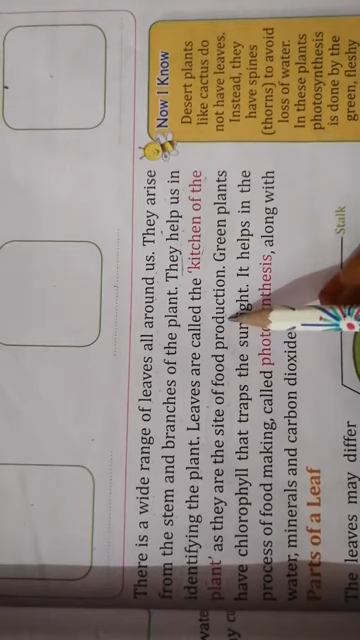 Now I Know
Desert plants
like cactus do
not have leaves.
Instead, they
have spines
(thorns) to avoid
loss of water.
In these plants
photosynthesis
is done by the
green, fleshy
There is a wide range of leaves all around us. They arise
from the stem and branches of the plant. They help us in
identifying the plant. Leaves are called the 'kitchen of the
plant' as they are the site of food production. Green plants
have chlorophyll that traps the sunlight. It helps in the
process of food making, called photosynthesis, along with
water, minerals and carbon dioxide
Parts of a Leaf
The leaves may differ
Stalk